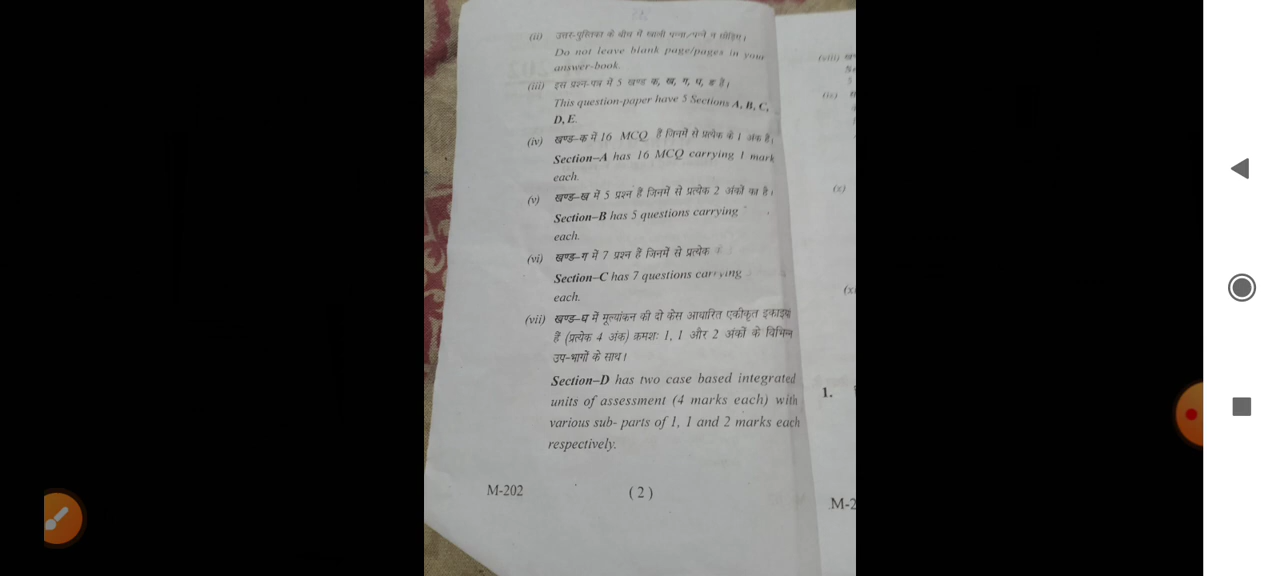 (ii) उत्तर-पुस्तिका के बीच में खाली पन्ना/पन्ने न छोड़िए।
Do not leave blank page/pages in your
answer-book.
(iii) इस प्रश्न-पत्र में 5 खण्ड क, ख, ग, घ, ङ हैं।
This question-paper have 5 Sections A, B, C,
D, E.
(iv) खण्ड-क में 16 MCQ हैं जिनमें से प्रत्येक के 1 अंक हैं।
Section–A has 16 MCQ carrying 1 mark
each.
(v) खण्ड-ख में 5 प्रश्न हैं जिनमें से प्रत्येक 2 अंकों का है।
Section–B has 5 questions carrying
each.
(vi) खण्ड-ग में 7 प्रश्न हैं जिनमें से प्रत्येक
Section–C has 7 questions carrying
each.
(vii) खण्ड-घ में मूल्यांकन की दो केस आधारित एकीकृत इकाइयां
हैं (प्रत्येक 4 अंक) क्रमशः 1, 1 और 2 अंकों के विभिन्न
उप-भागों के साथ।
Section–D has two case based integrated
units of assessment (4 marks each) with
various sub- parts of 1, 1 and 2 marks each
respectively.
M-202 ( 2 )
(viii)
5
(ix)
(x)
(xi
1.
M-2